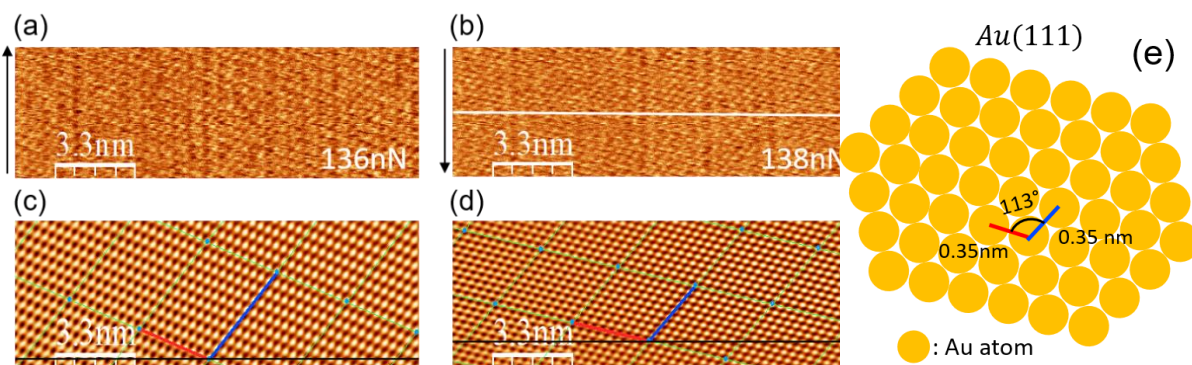 (a)
3.3nm
136nN
(b)
3.3nm
138nN
(c)
3.3nm
(d)
3.3nm
Au(111)
(e)
113°
0.35nm
0.35 nm
: Au atom